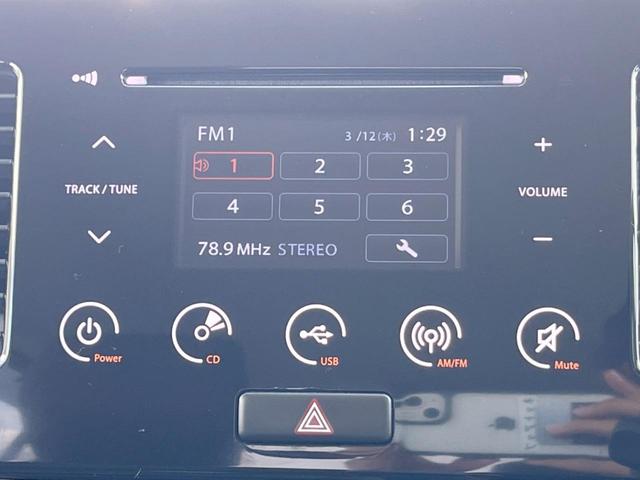 FM1 3/12(木) 1:29
1 2 3
TRACK / TUNE
VOLUME
4 5 6
78.9 MHz STEREO
Power CD USB AM/FM Mute